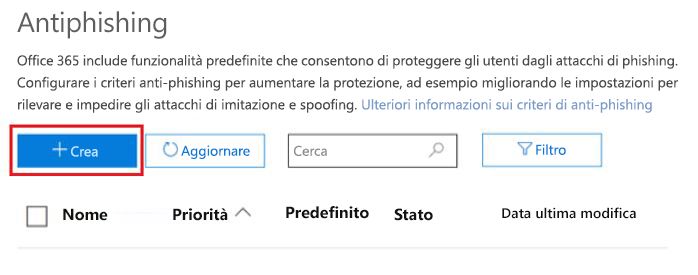 Antiphishing
Office 365 include funzionalità predefinite che consentono di proteggere gli utenti dagli attacchi di phishing.
Configurare i criteri anti-phishing per aumentare la protezione, ad esempio migliorando le impostazioni per
rilevare e impedire gli attacchi di imitazione e spoofing. Ulteriori informazioni sui criteri di anti-phishing
+ Crea Aggiornare Cerca Filtro
Nome Priorità Predefinito Stato Data ultima modifica